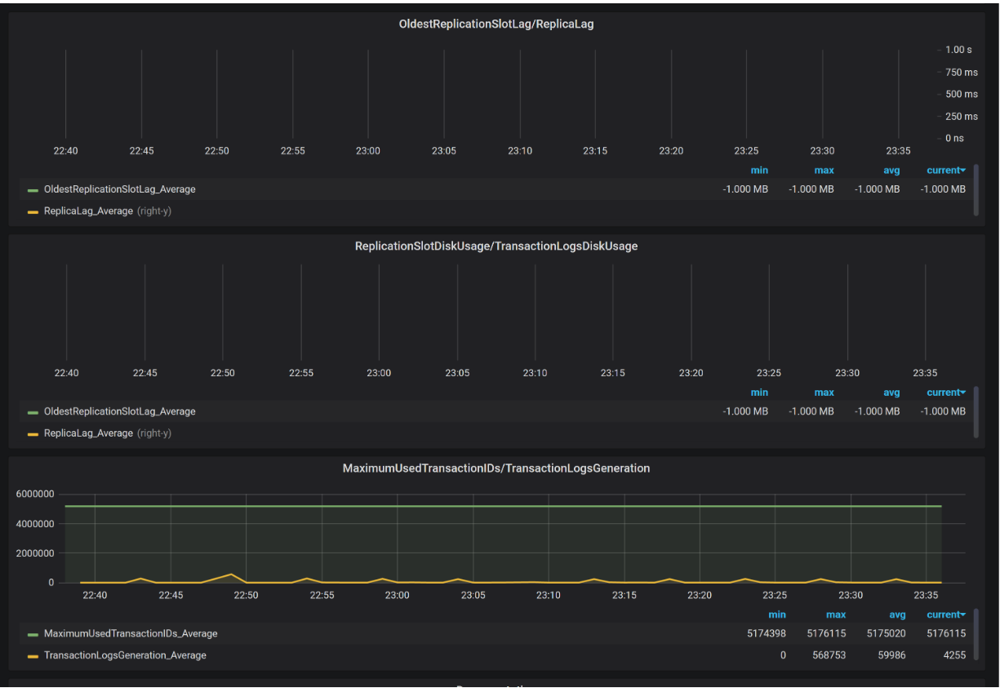 OldestReplicationSlotLag/ReplicaLag
1.00 s
750 ms
500 ms
250 ms
0 ns
22:40 22:45 22:50 22:55 23:00 23:05 23:10 23:15 23:20 23:25 23:30 23:35
min max avg current
OldestReplicationSlotLag_Average -1.000 MB -1.000 MB -1.000 MB -1.000 MB
ReplicaLag_Average (right-y)
ReplicationSlotDiskUsage/TransactionLogsDiskUsage
22:40 22:45 22:50 22:55 23:00 23:05 23:10 23:15 23:20 23:25 23:30 23:35
min max avg current
OldestReplicationSlotLag_Average -1.000 MB -1.000 MB -1.000 MB -1.000 MB
ReplicaLag_Average (right-y)
MaximumUsedTransactionIDs/TransactionLogsGeneration
6000000
4000000
2000000
0
22:40 22:45 22:50 22:55 23:00 23:05 23:10 23:15 23:20 23:25 23:30 23:35
min max avg current
MaximumUsedTransactionIDs_Average 5174398 5176115 5175020 5176115
TransactionLogsGeneration_Average 0 568753 59986 4255